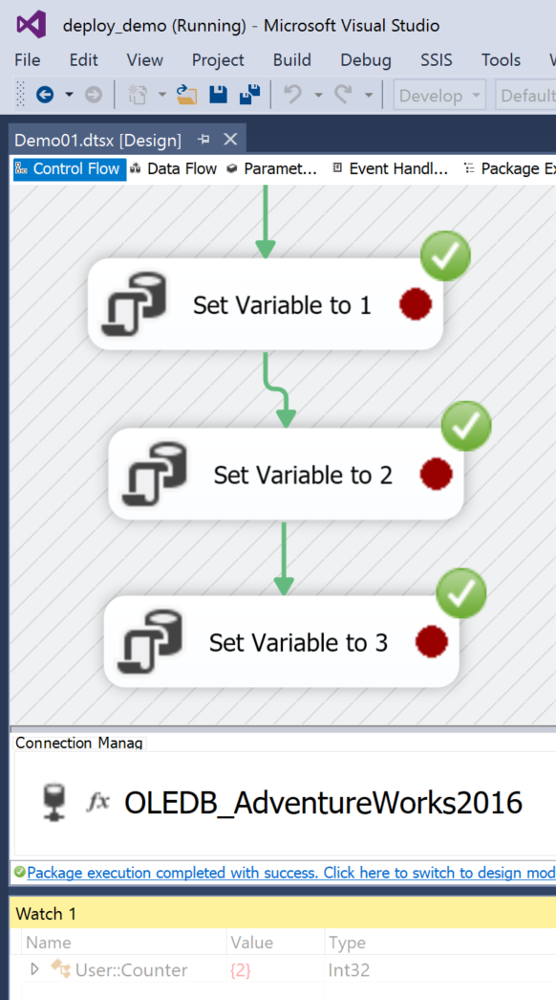 deploy_demo (Running) - Microsoft Visual Studio
File Edit View Project Build Debug SSIS Tools
Develop Default
Demo01.dtsx [Design]
Control Flow Data Flow Paramet... Event Handl... Package Ex
Set Variable to 1
Set Variable to 2
Set Variable to 3
Connection Manag
fx OLEDB_AdventureWorks2016
Package execution completed with success. Click here to switch to design mod
Watch 1
Name Value Type
User::Counter {2} Int32